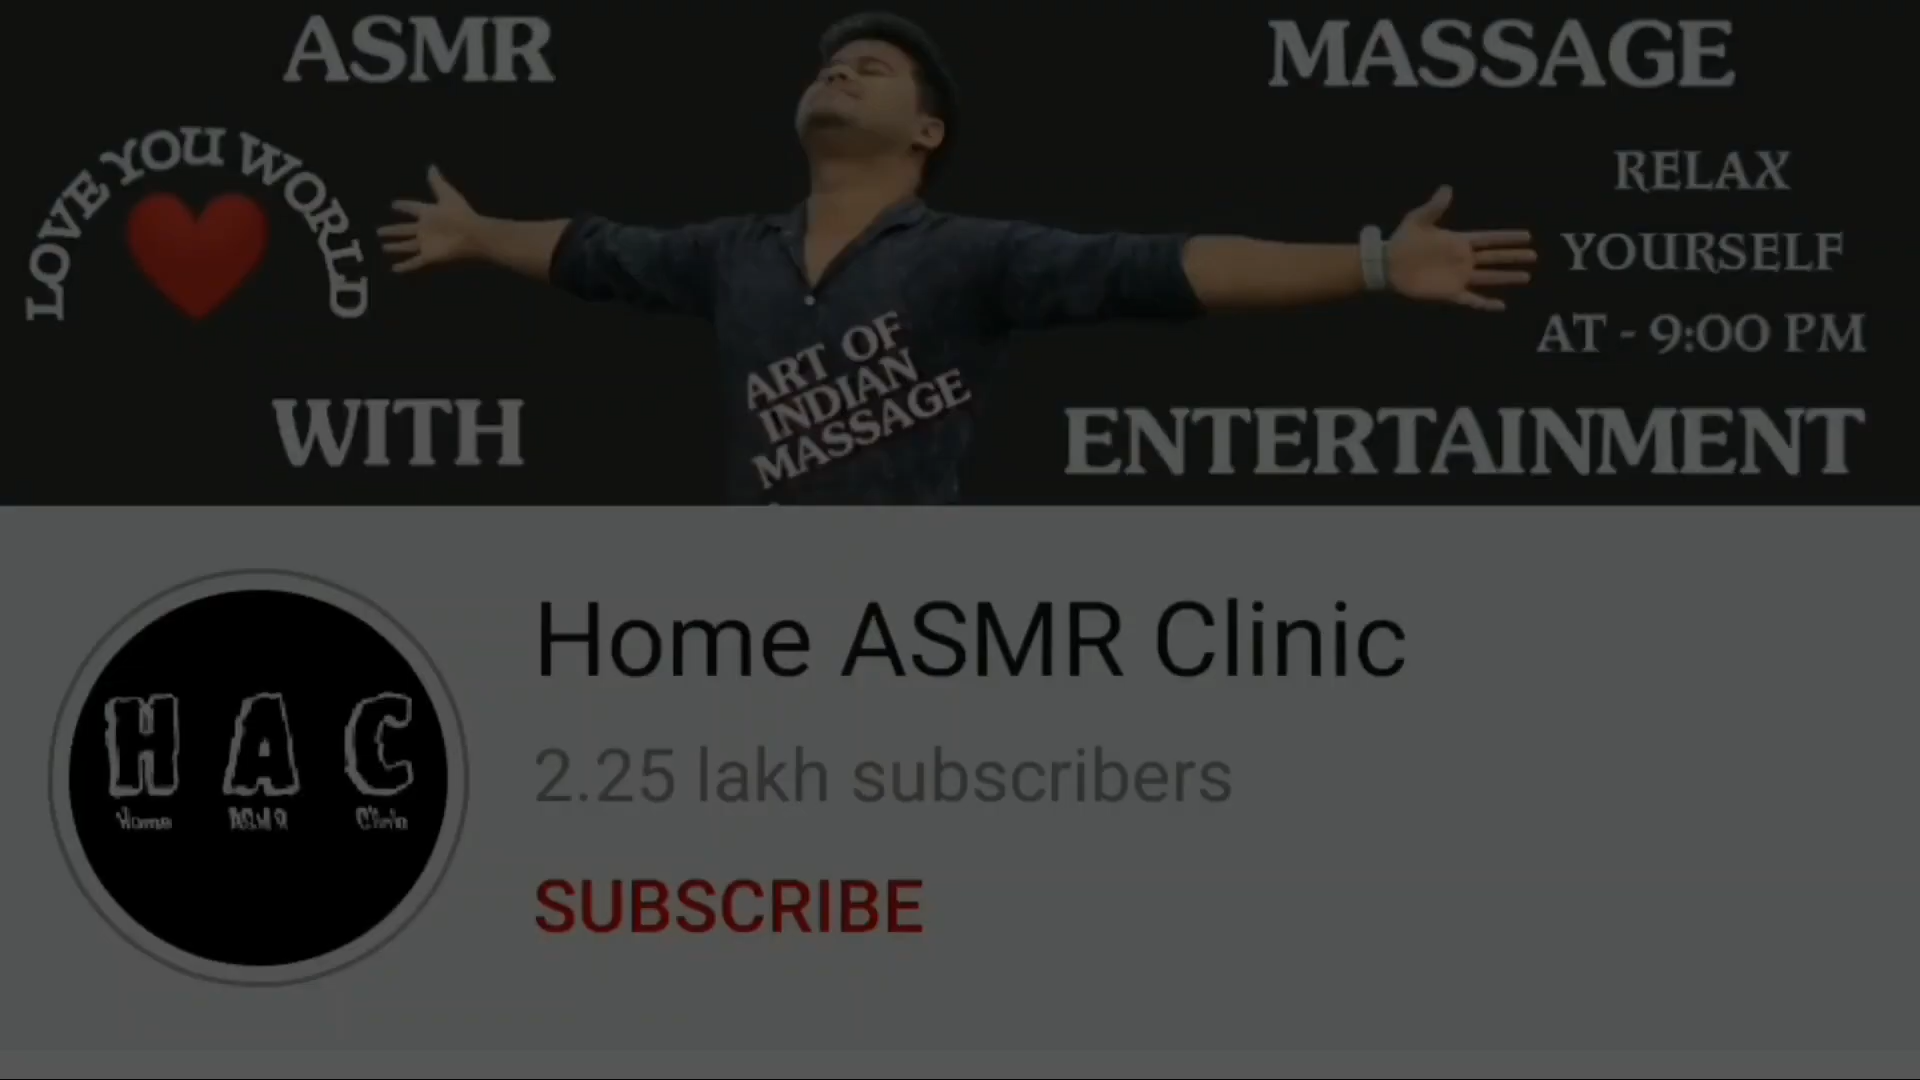 ASMR
MASSAGE
LOVE YOU WORLD
RELAX
YOURSELF
AT - 9:00 PM
ART OF
INDIAN
MASSAGE
WITH
ENTERTAINMENT
Home ASMR Clinic
2.25 lakh subscribers
SUBSCRIBE
H A C
Home ASMR Clinic